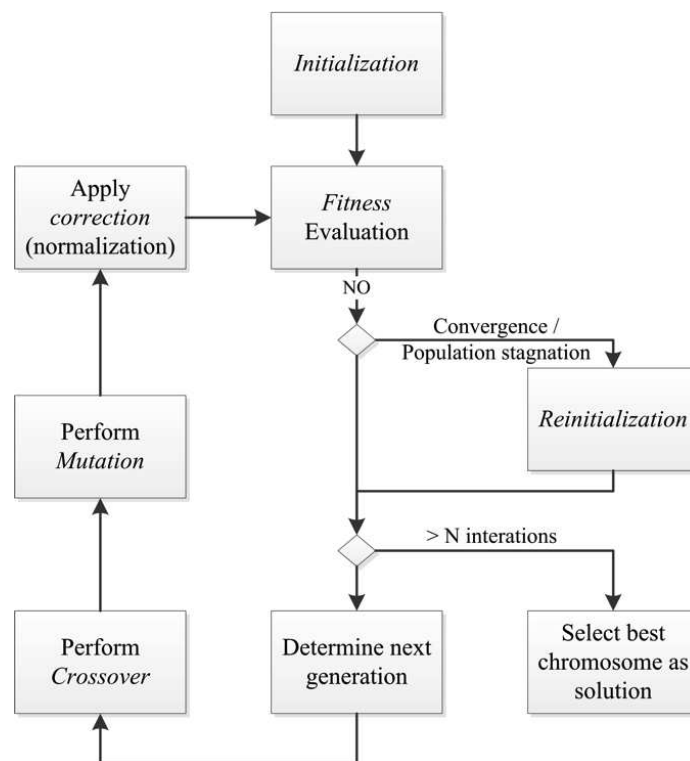 Initialization
Apply
correction
(normalization)
Fitness
Evaluation
NO
Convergence /
Population stagnation
Reinitialization
Perform
Mutation
> N interations
Perform
Crossover
Determine next
generation
Select best
chromosome as
solution